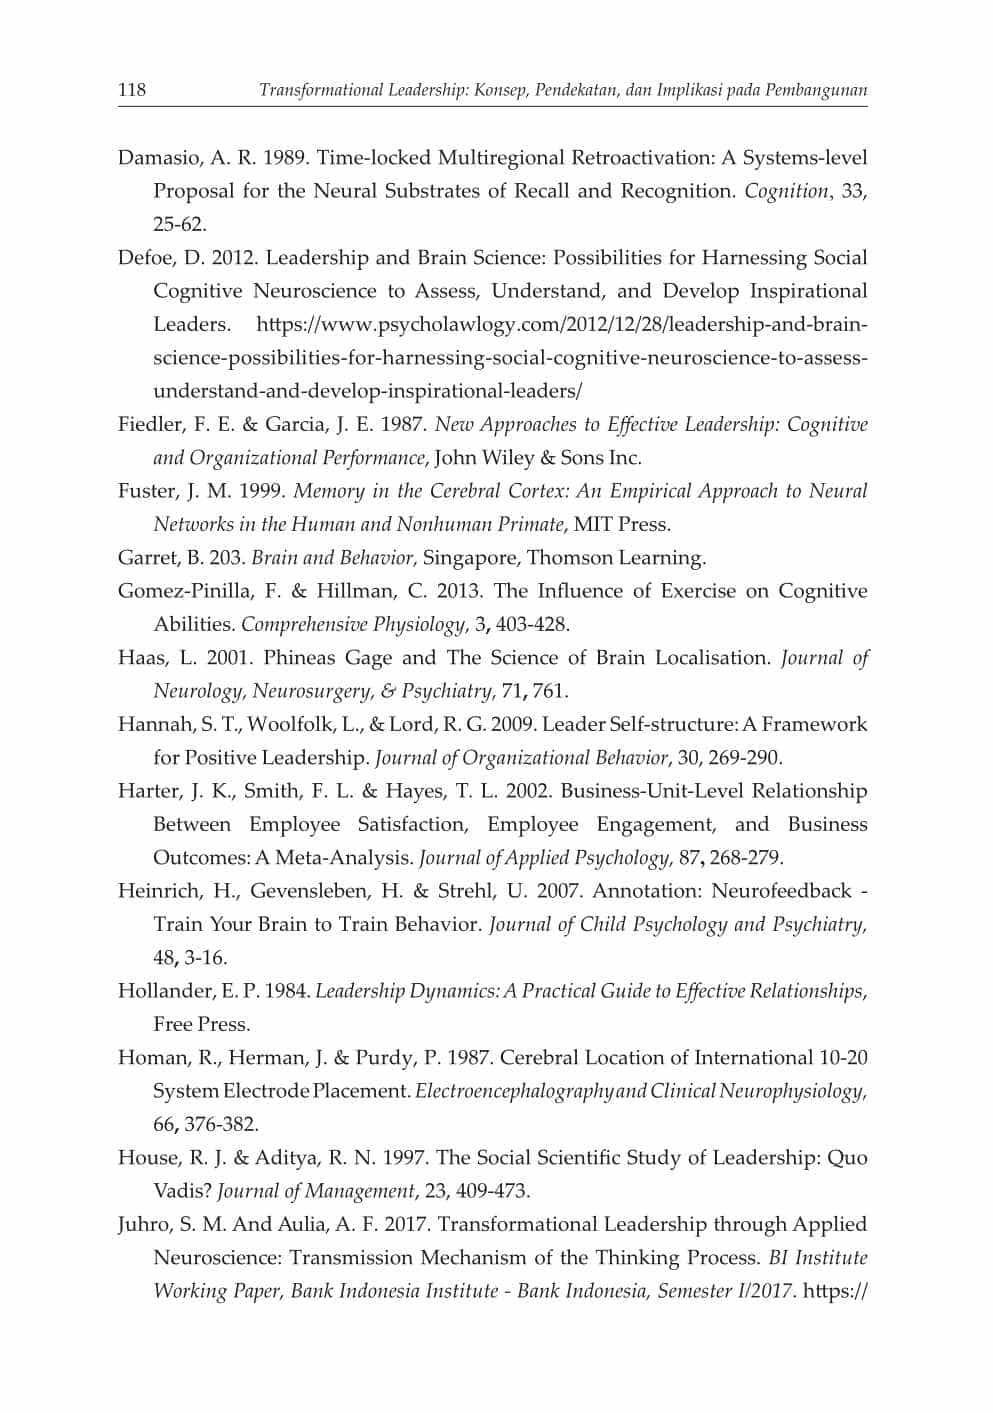 118 Transformational Leadership: Konsep, Pendekatan, dan Implikasi pada Pembangunan
Damasio, A. R. 1989. Time-locked Multiregional Retroactivation: A Systems-level
Proposal for the Neural Substrates of Recall and Recognition. Cognition, 33,
25-62.
Defoe, D. 2012. Leadership and Brain Science: Possibilities for Harnessing Social
Cognitive Neuroscience to Assess, Understand, and Develop Inspirational
Leaders. https://www.psycholawlogy.com/2012/12/28/leadership-and-brain-
science-possibilities-for-harnessing-social-cognitive-neuroscience-to-assess-
understand-and-develop-inspirational-leaders/
Fiedler, F. E. & Garcia, J. E. 1987. New Approaches to Effective Leadership: Cognitive
and Organizational Performance, John Wiley & Sons Inc.
Fuster, J. M. 1999. Memory in the Cerebral Cortex: An Empirical Approach to Neural
Networks in the Human and Nonhuman Primate, MIT Press.
Garret, B. 203. Brain and Behavior, Singapore, Thomson Learning.
Gomez-Pinilla, F. & Hillman, C. 2013. The Influence of Exercise on Cognitive
Abilities. Comprehensive Physiology, 3, 403-428.
Haas, L. 2001. Phineas Gage and The Science of Brain Localisation. Journal of
Neurology, Neurosurgery, & Psychiatry, 71, 761.
Hannah, S. T., Woolfolk, L., & Lord, R. G. 2009. Leader Self-structure: A Framework
for Positive Leadership. Journal of Organizational Behavior, 30, 269-290.
Harter, J. K., Smith, F. L. & Hayes, T. L. 2002. Business-Unit-Level Relationship
Between Employee Satisfaction, Employee Engagement, and Business
Outcomes: A Meta-Analysis. Journal of Applied Psychology, 87, 268-279.
Heinrich, H., Gevensleben, H. & Strehl, U. 2007. Annotation: Neurofeedback -
Train Your Brain to Train Behavior. Journal of Child Psychology and Psychiatry,
48, 3-16.
Hollander, E. P. 1984. Leadership Dynamics: A Practical Guide to Effective Relationships,
Free Press.
Homan, R., Herman, J. & Purdy, P. 1987. Cerebral Location of International 10-20
System Electrode Placement. Electroencephalography and Clinical Neurophysiology,
66, 376-382.
House, R. J. & Aditya, R. N. 1997. The Social Scientific Study of Leadership: Quo
Vadis? Journal of Management, 23, 409-473.
Juhro, S. M. And Aulia, A. F. 2017. Transformational Leadership through Applied
Neuroscience: Transmission Mechanism of the Thinking Process. BI Institute
Working Paper, Bank Indonesia Institute - Bank Indonesia, Semester I/2017. https://